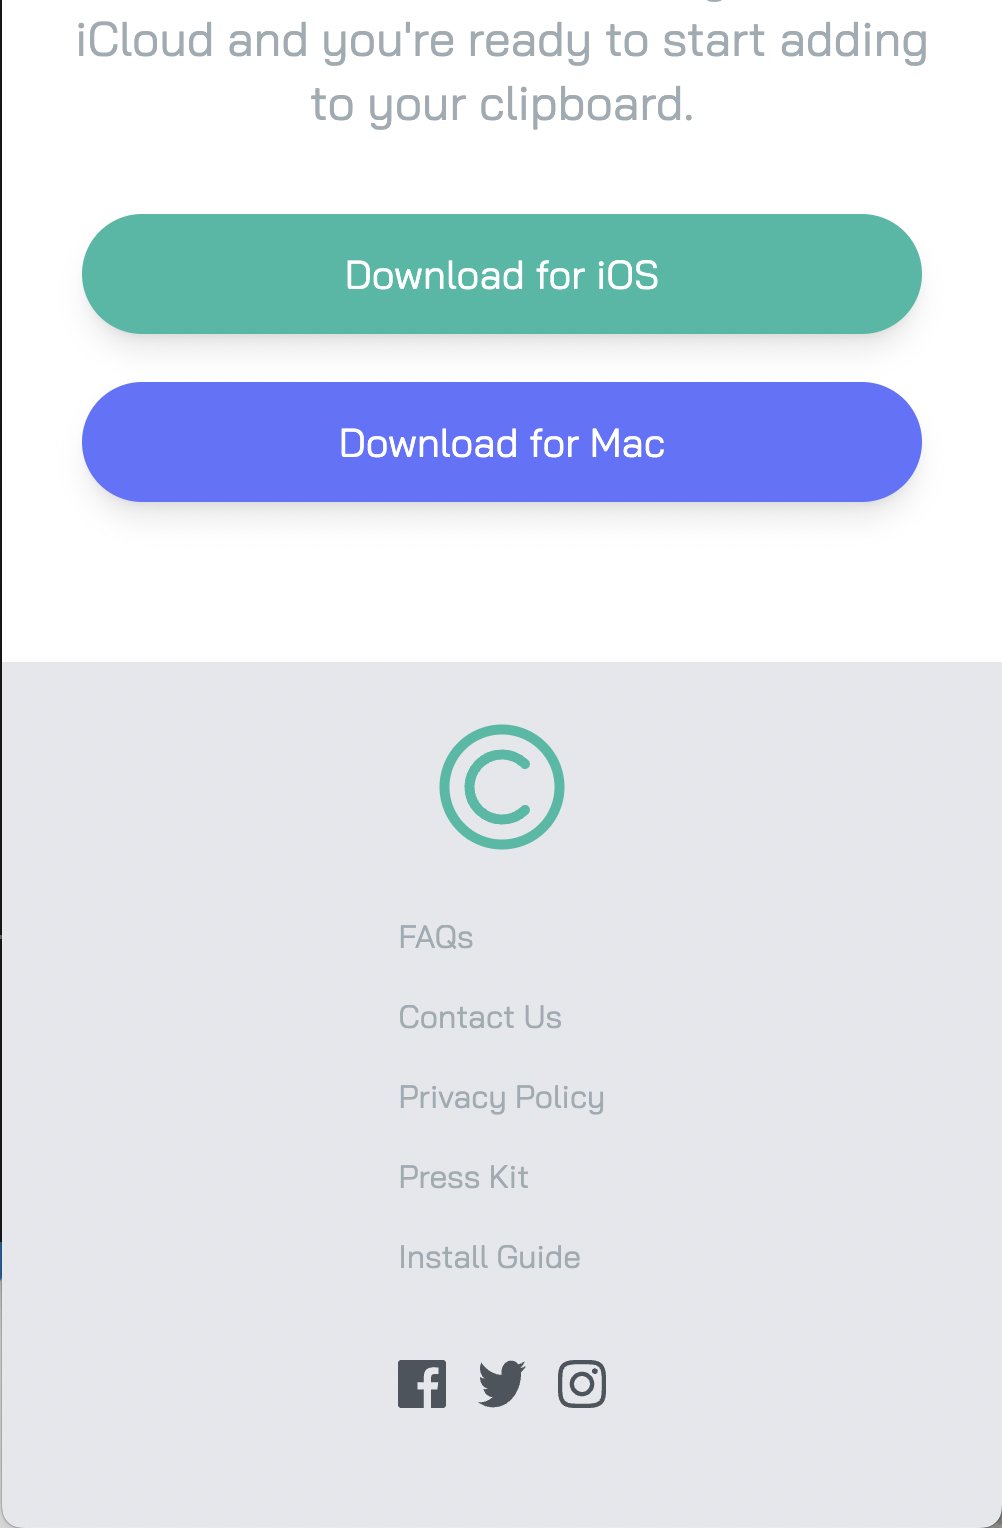 iCloud and you're ready to start adding
to your clipboard.
Download for iOS
Download for Mac
C
FAQs
Contact Us
Privacy Policy
Press Kit
Install Guide